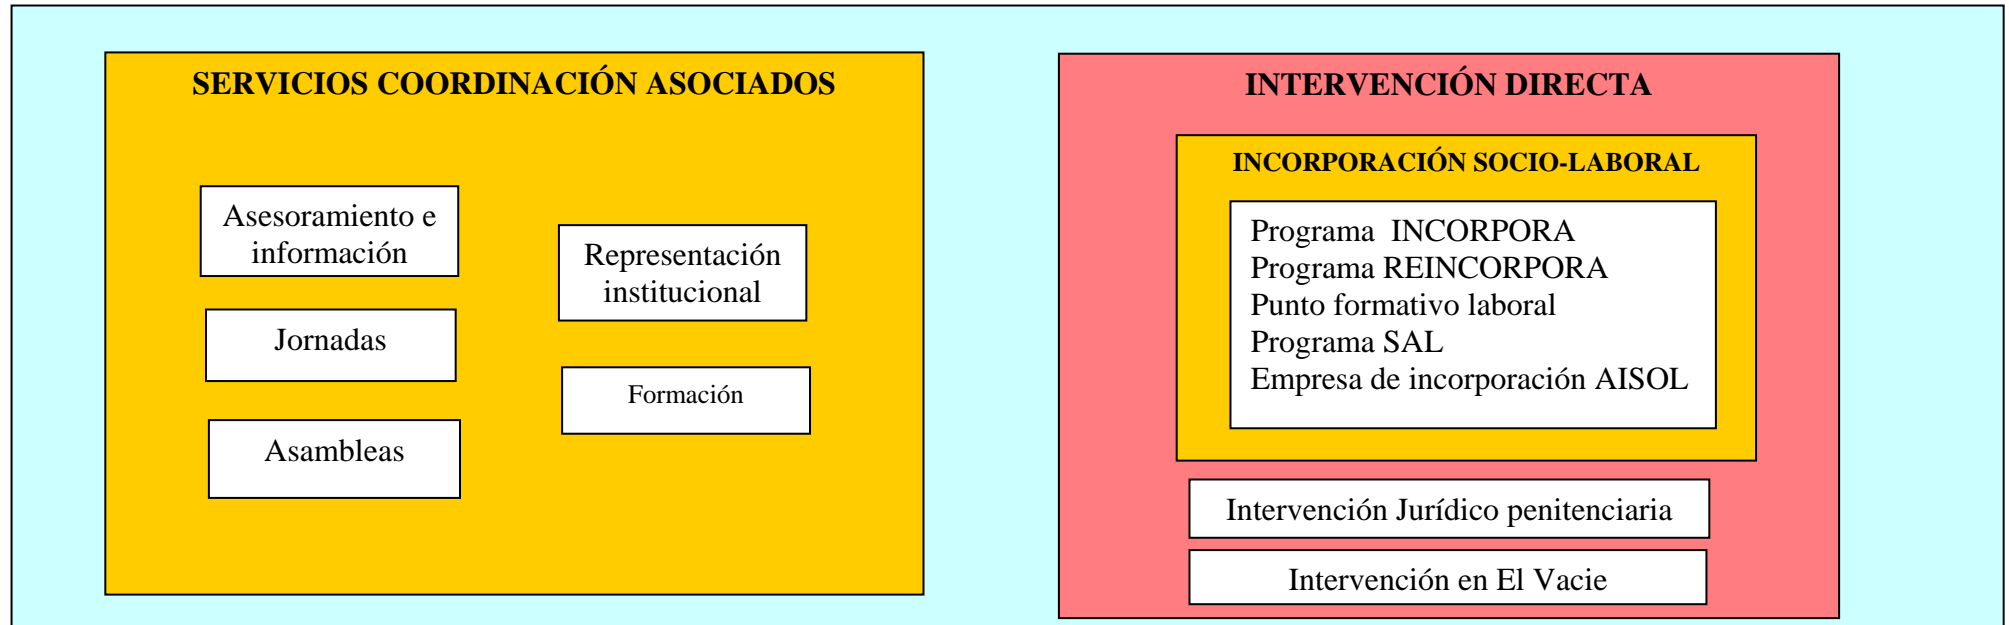 SERVICIOS COORDINACIÓN ASOCIADOS
Asesoramiento e
información
Jornadas
Asambleas
Representación
institucional
Formación
INTERVENCIÓN DIRECTA
INCORPORACIÓN SOCIO-LABORAL
Programa INCORPORA
Programa REINCORPORA
Punto formativo laboral
Programa SAL
Empresa de incorporación AISOL
Intervención Jurídico penitenciaria
Intervención en El Vacie